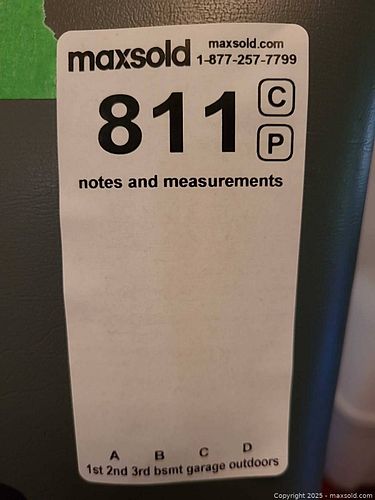 maxsold maxsold.com
1-877-257-7799
811 C
P
notes and measurements
A B C D
1st 2nd 3rd bsmt garage outdoors
Copyright 2025 - maxsold.com